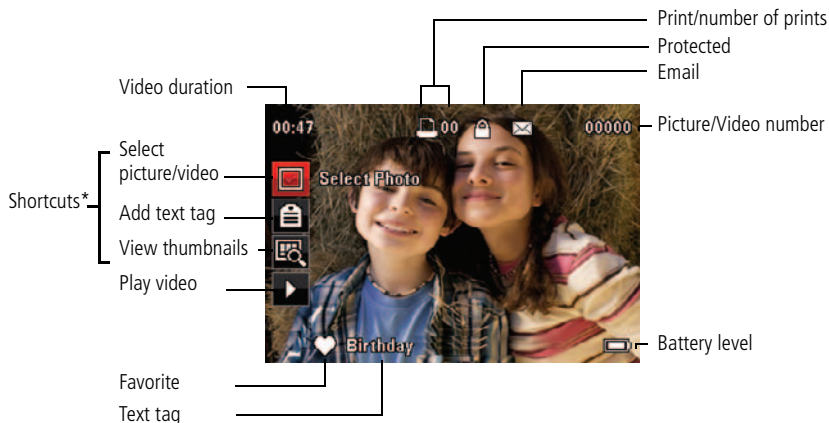 Print/number of prints
Protected
Email
Video duration
Picture/Video number
00:47
00
00000
Select
picture/video
Select Photo
Shortcuts*
Add text tag
View thumbnails
Play video
Birthday
Battery level
Favorite
Text tag